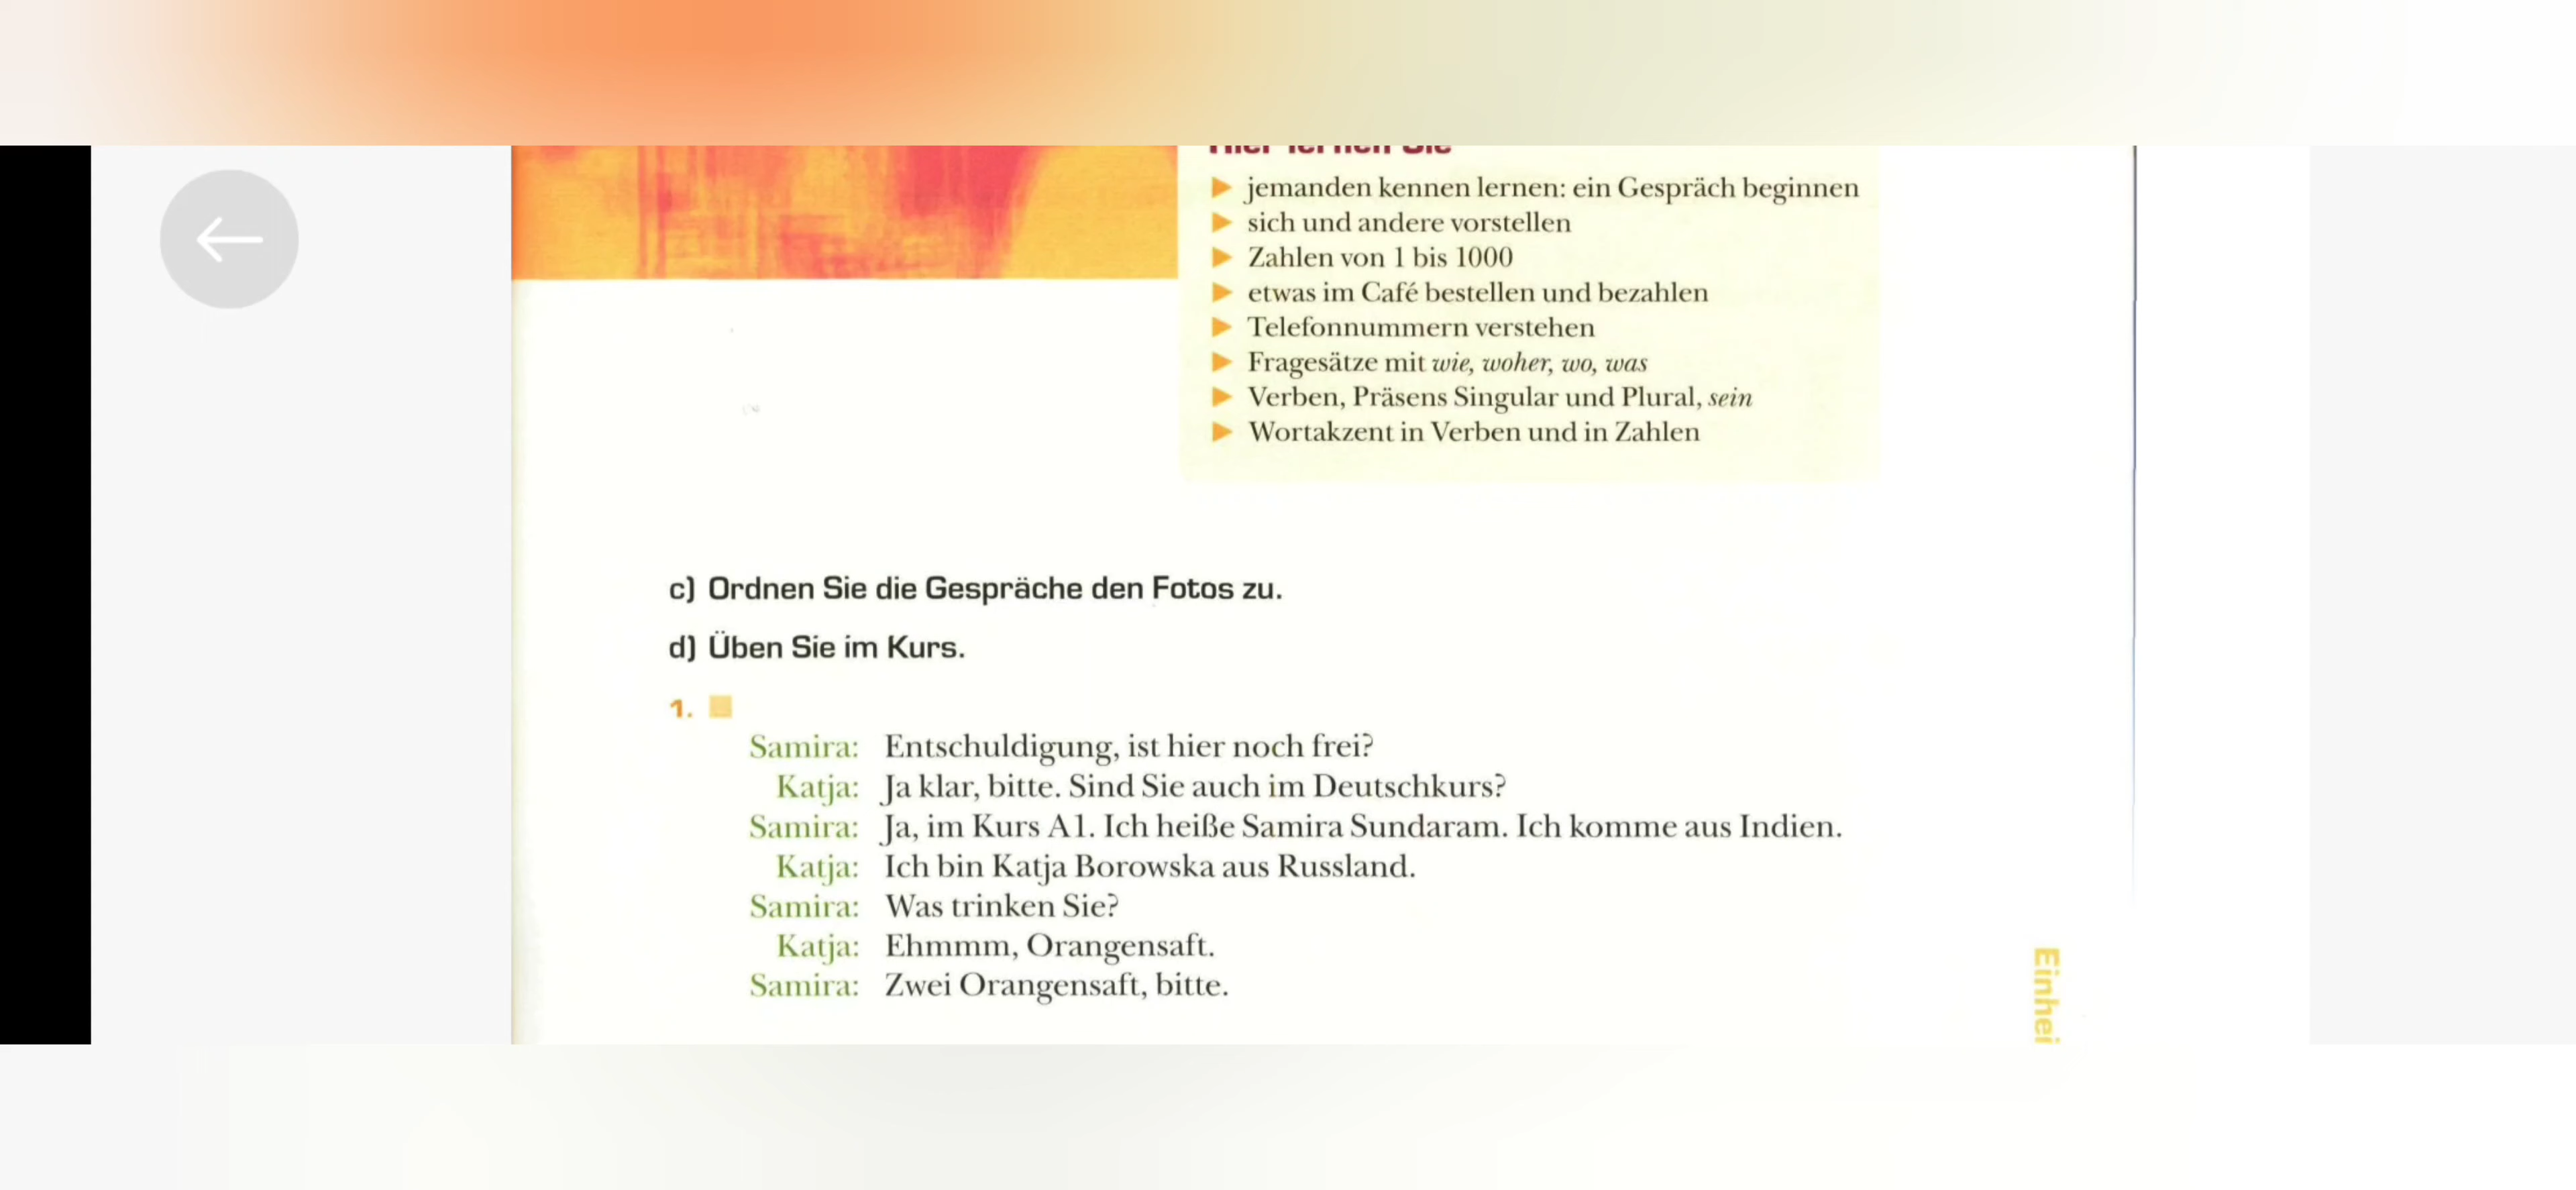 Hier lernen Sie
▶ jemanden kennen lernen: ein Gespräch beginnen
▶ sich und andere vorstellen
▶ Zahlen von 1 bis 1000
▶ etwas im Café bestellen und bezahlen
▶ Telefonnummern verstehen
▶ Fragesätze mit wie, woher, wo, was
▶ Verben, Präsens Singular und Plural, sein
▶ Wortakzent in Verben und in Zahlen
c) Ordnen Sie die Gespräche den Fotos zu.
d) Üben Sie im Kurs.
1.
Samira: Entschuldigung, ist hier noch frei?
Katja: Ja klar, bitte. Sind Sie auch im Deutschkurs?
Samira: Ja, im Kurs A1. Ich heiße Samira Sundaram. Ich komme aus Indien.
Katja: Ich bin Katja Borowska aus Russland.
Samira: Was trinken Sie?
Katja: Ehmmm, Orangensaft.
Samira: Zwei Orangensaft, bitte.
Einhei